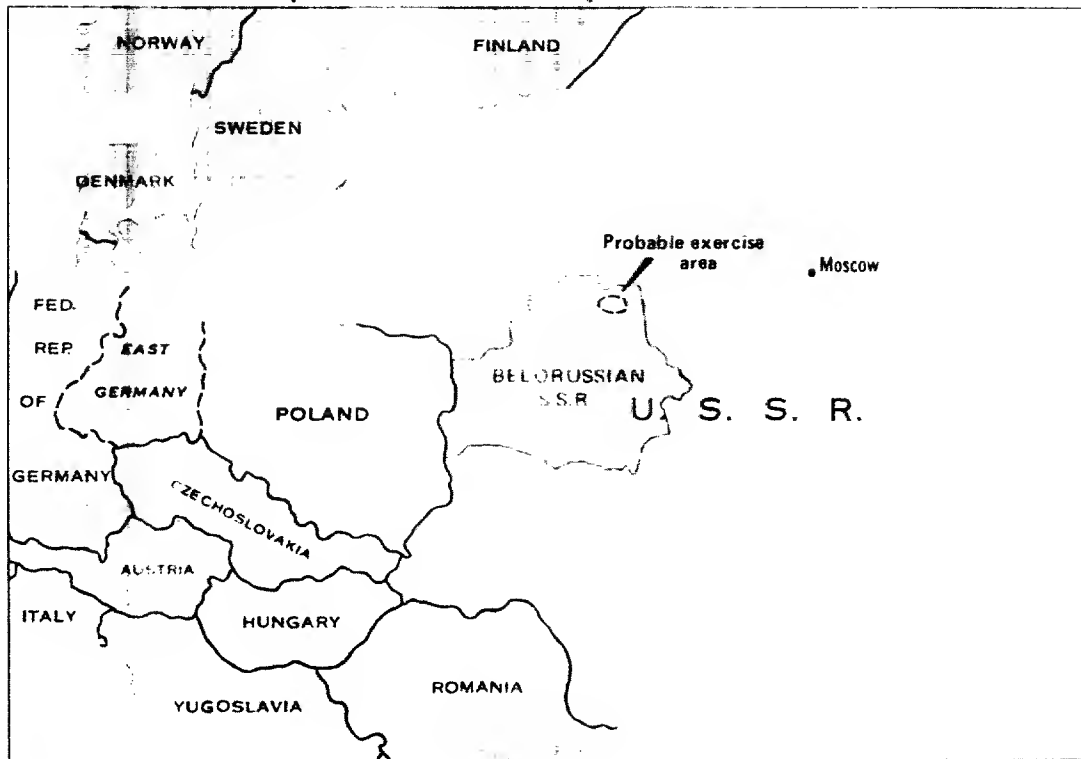 NORWAY
FINLAND
SWEDEN
DENMARK
Probable exercise
area
Moscow
FED.
REP.
OF
GERMANY
EAST
GERMANY
POLAND
BELORUSSIAN
S.S.R
U. S. S. R.
CZECHOSLOVAKIA
AUSTRIA
ITALY
HUNGARY
YUGOSLAVIA
ROMANIA